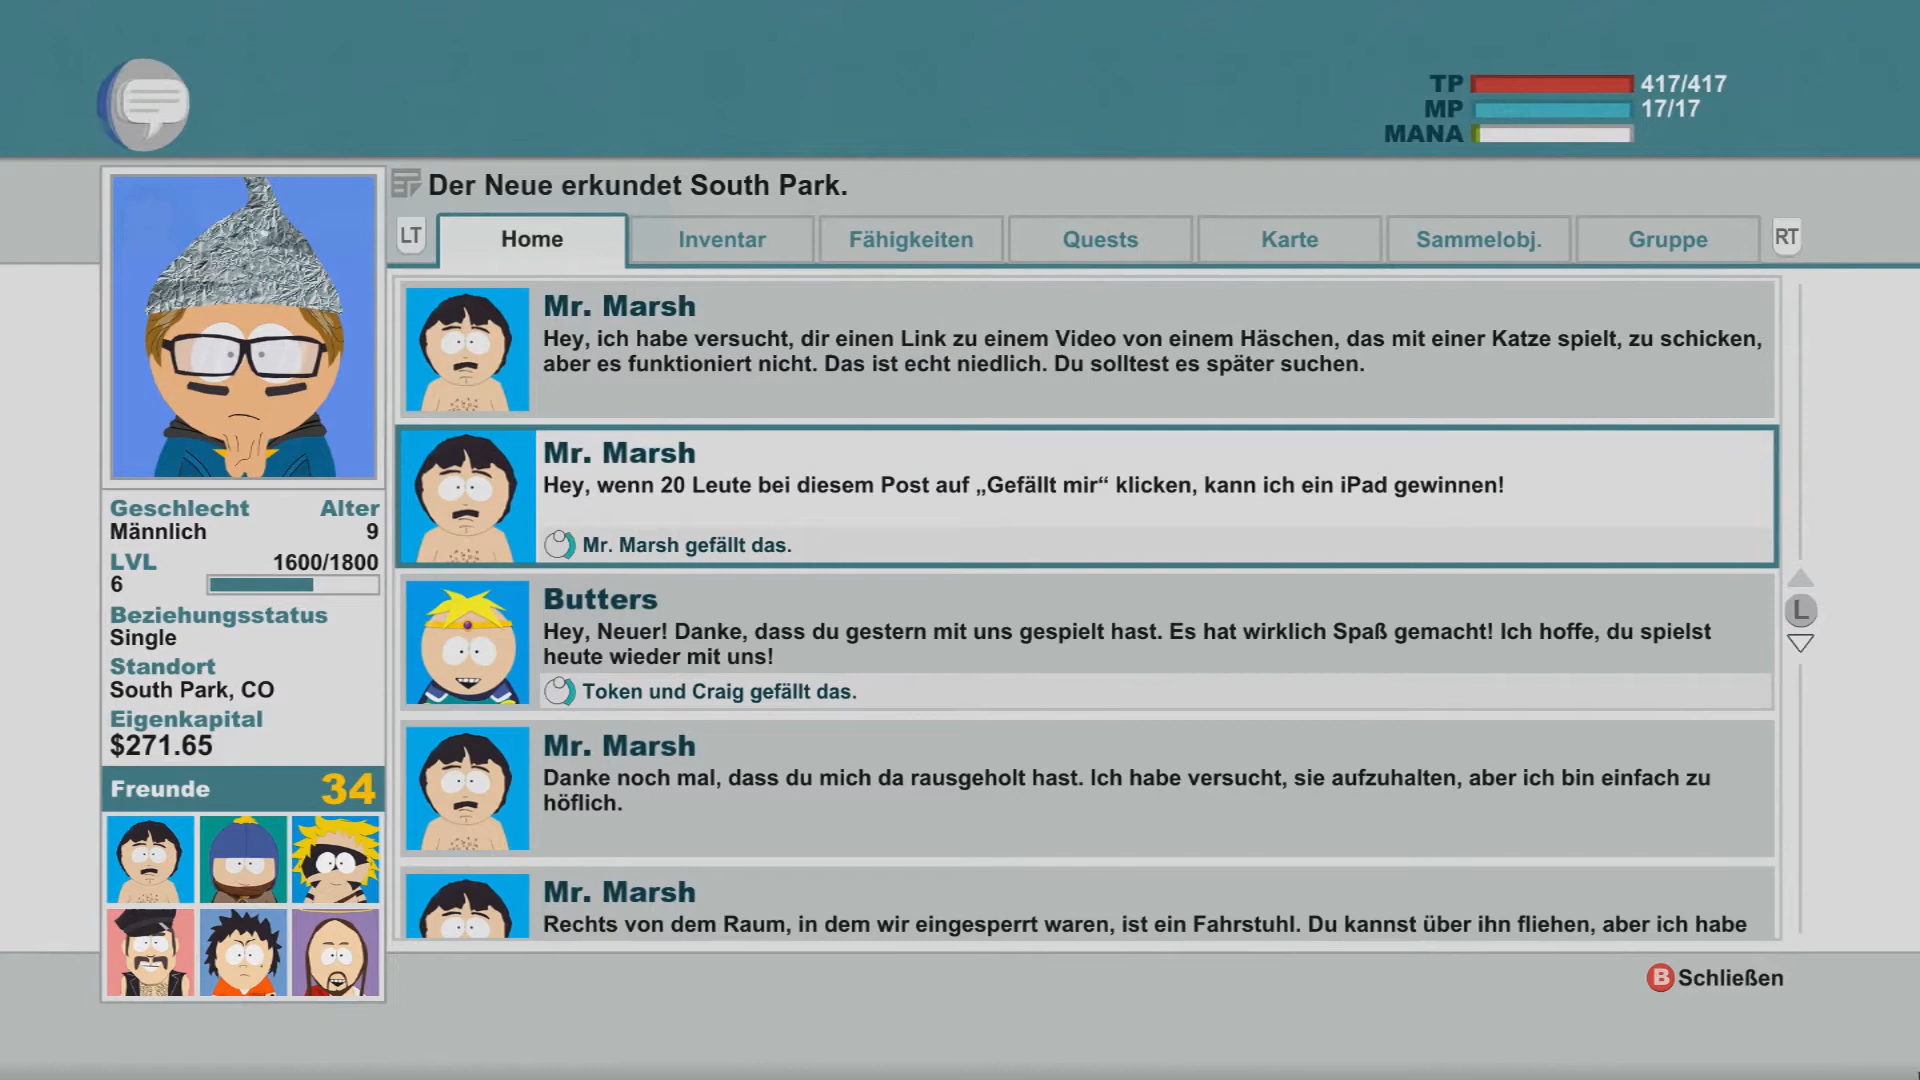 TP 417/417
MP 17/17
MANA
Der Neue erkundet South Park.
LT Home Inventar Fähigkeiten Quests Karte Sammelobj. Gruppe RT
Geschlecht Alter
Männlich 9
LVL 1600/1800
6
Beziehungsstatus
Single
Standort
South Park, CO
Eigenkapital
$271.65
Freunde 34
Mr. Marsh
Hey, ich habe versucht, dir einen Link zu einem Video von einem Häschen, das mit einer Katze spielt, zu schicken,
aber es funktioniert nicht. Das ist echt niedlich. Du solltest es später suchen.
Mr. Marsh
Hey, wenn 20 Leute bei diesem Post auf „Gefällt mir“ klicken, kann ich ein iPad gewinnen!
Mr. Marsh gefällt das.
Butters
Hey, Neuer! Danke, dass du gestern mit uns gespielt hast. Es hat wirklich Spaß gemacht! Ich hoffe, du spielst
heute wieder mit uns!
Token und Craig gefällt das.
L
Mr. Marsh
Danke noch mal, dass du mich da rausgeholt hast. Ich habe versucht, sie aufzuhalten, aber ich bin einfach zu
höflich.
Mr. Marsh
Rechts von dem Raum, in dem wir eingesperrt waren, ist ein Fahrstuhl. Du kannst über ihn fliehen, aber ich habe
B Schließen